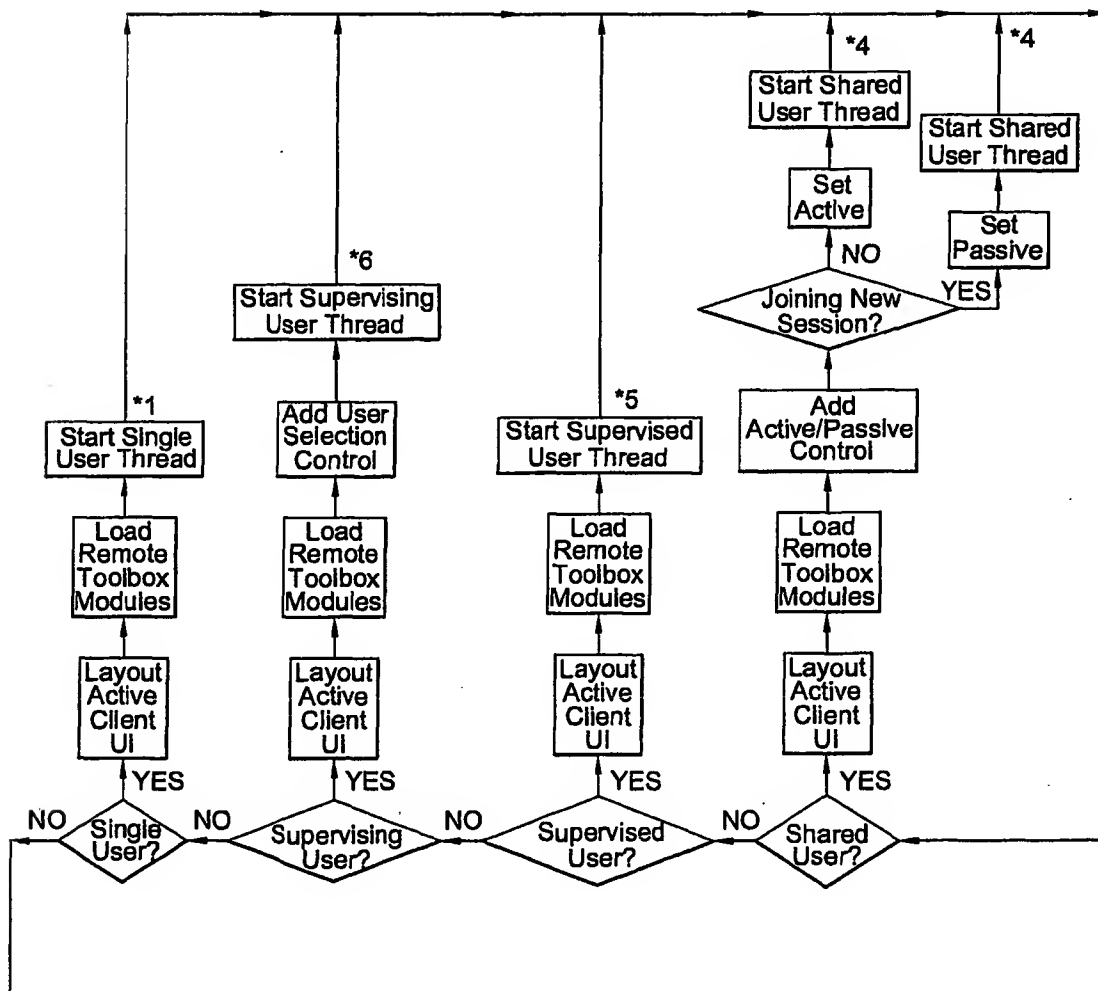 *4
*4
Start Shared
User Thread
Start Shared
User Thread
Set
Active
Set
Passive
NO
YES
*6
Start Supervising
User Thread
Joining New
Session?
*1
*5
Start Single
User Thread
Add User
Selection
Control
Start Supervised
User Thread
Add
Active/Passive
Control
Load
Remote
Toolbox
Modules
Load
Remote
Toolbox
Modules
Load
Remote
Toolbox
Modules
Load
Remote
Toolbox
Modules
Layout
Active
Client
UI
Layout
Active
Client
UI
Layout
Active
Client
UI
Layout
Active
Client
UI
YES
YES
YES
YES
NO
Single
User?
NO
Supervising
User?
NO
Supervised
User?
NO
Shared
User?